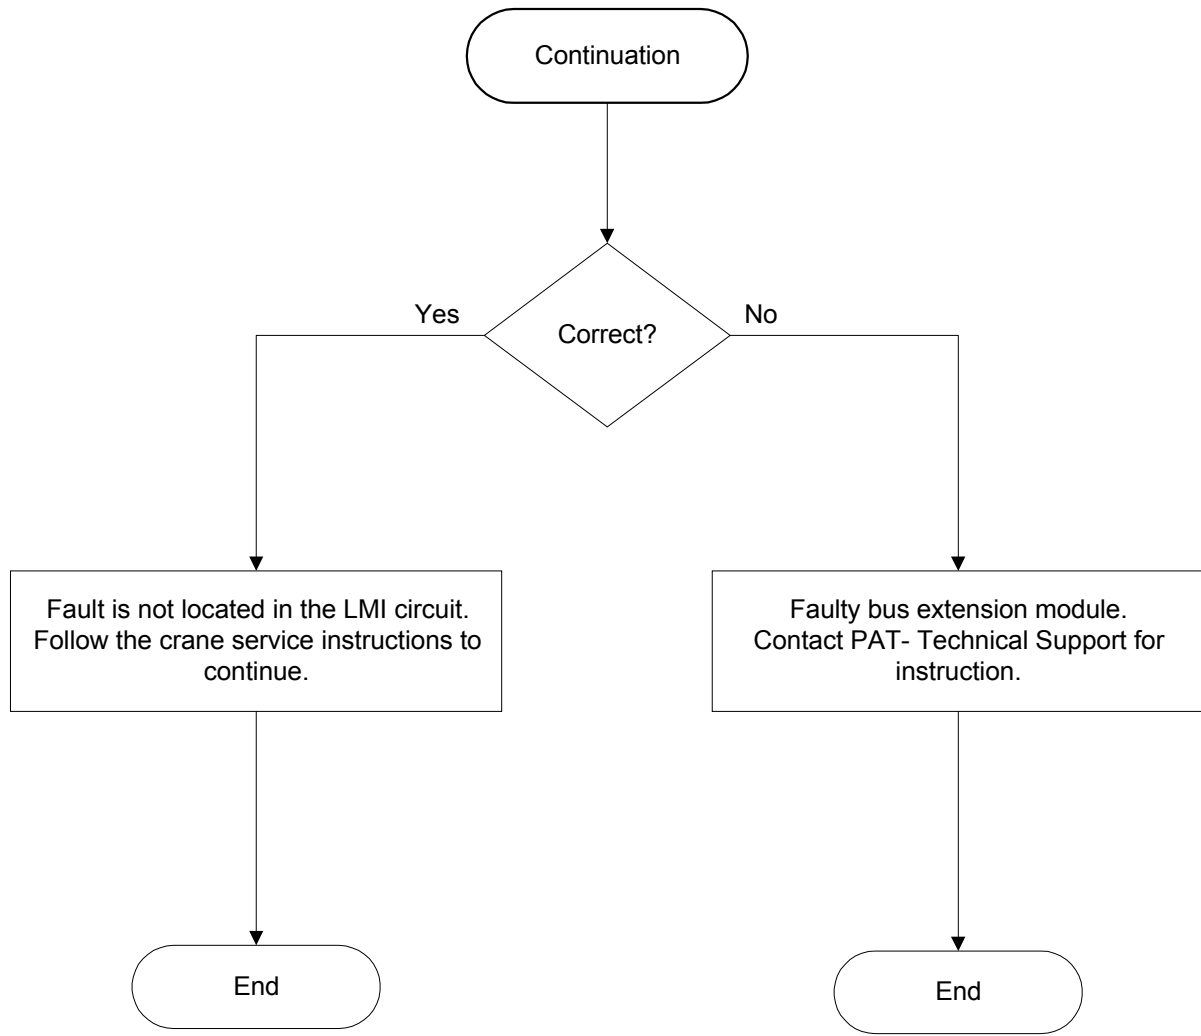 Continuation
Yes
Correct?
No
Fault is not located in the LMI circuit.
Follow the crane service instructions to
continue.
Faulty bus extension module.
Contact PAT- Technical Support for
instruction.
End
End